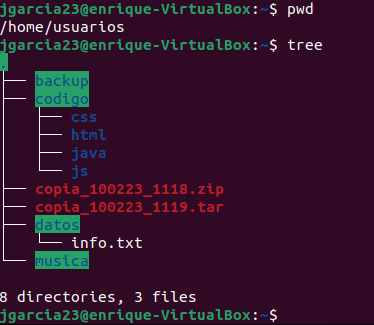 jgarcia23@enrique-VirtualBox:~$ pwd
/home/usuarios
jgarcia23@enrique-VirtualBox:~$ tree
.
├── backup
├── codigo
│   ├── css
│   ├── html
│   ├── java
│   └── js
├── copia_100223_1118.zip
├── copia_100223_1119.tar
├── datos
│   └── info.txt
└── musica

8 directories, 3 files
jgarcia23@enrique-VirtualBox:~$